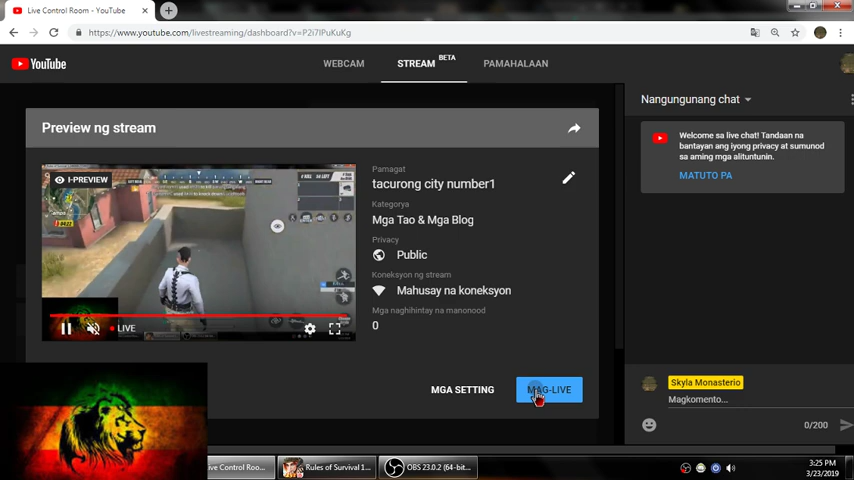 Live Control Room - YouTube
https://www.youtube.com/livestreaming/dashboard?v=P2i7lPuKuKg
YouTube
WEBCAM
STREAM BETA
PAMAHALAAN
Nangungunang chat
Preview ng stream
Welcome sa live chat! Tandaan na
bantayan ang iyong privacy at sumunod
sa aming mga alituntunin.
MATUTO PA
I-PREVIEW
LIVE
Pamagat
tacurong city number1
Kategorya
Mga Tao & Mga Blog
Privacy
Public
Koneksyon ng stream
Mahusay na koneksyon
Mga naghihintay na manonood
0
MGA SETTING
MAG-LIVE
Skyla Monasterio
Magkomento...
0/200
ive Control Roo...
Rules of Survival 1...
OBS 23.0.2 (64-bit...
3:25 PM
3/23/2019